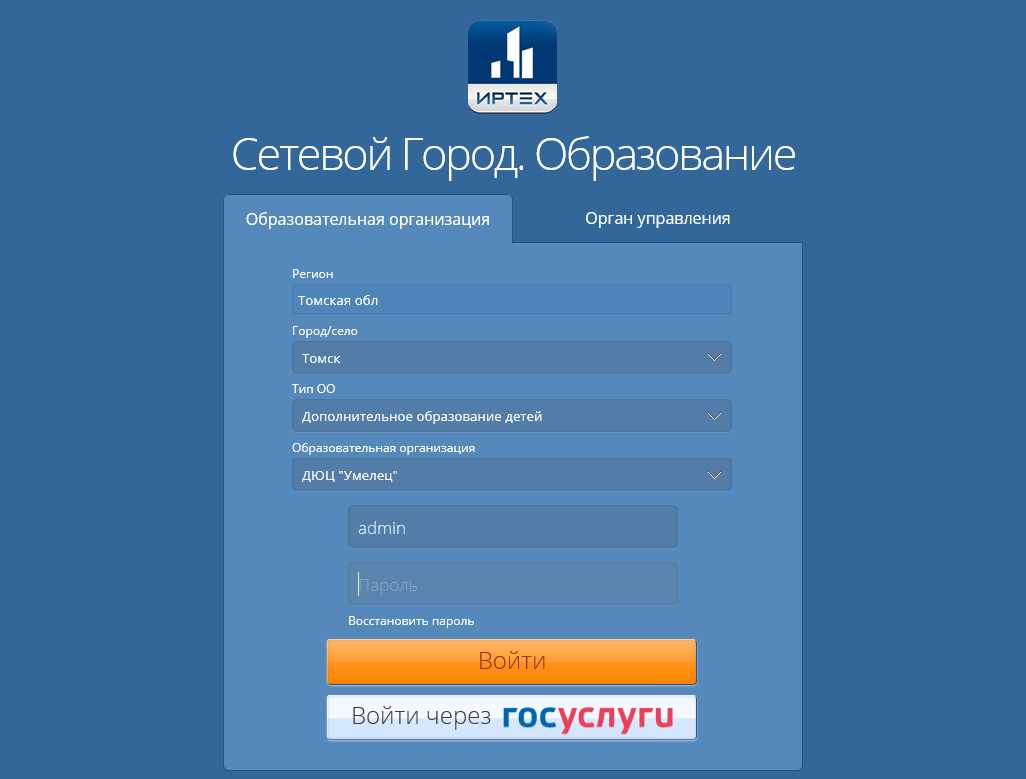 ИРТЕХ
Сетевой Город. Образование
Образовательная организация
Орган управления
Регион
Томская обл
Город/село
Томск
Тип ОО
Дополнительное образование детей
Образовательная организация
ДЮЦ "Умелец"
admin
Пароль
Восстановить пароль
Войти
Войти через госуслуги